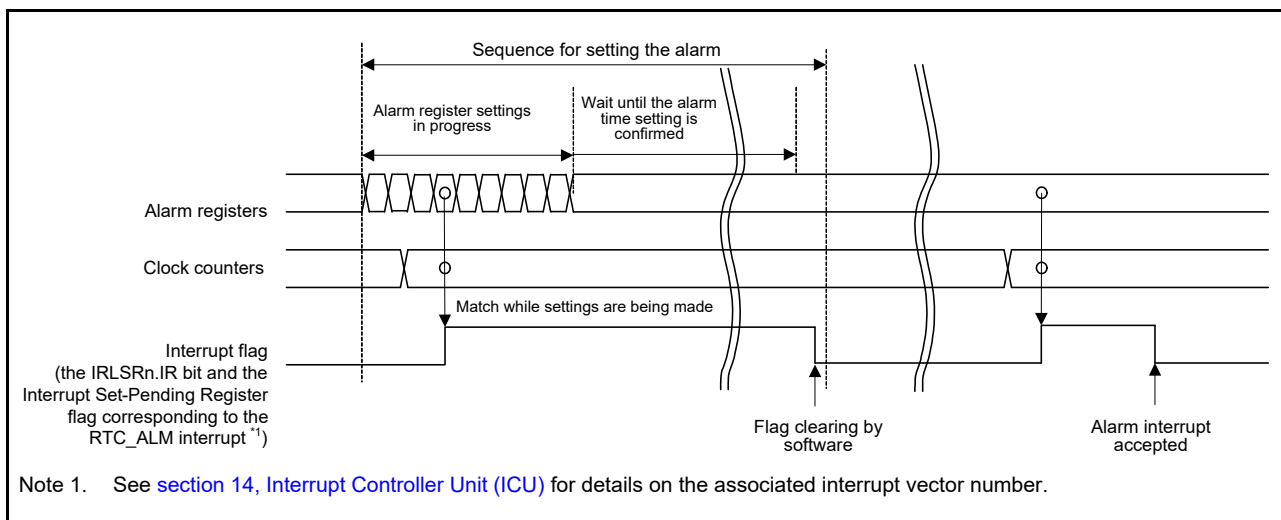 Sequence for setting the alarm
Alarm register settings
in progress
Wait until the alarm
time setting is
confirmed
Alarm registers
Clock counters
Match while settings are being made
Interrupt flag
(the IRLSRn.IR bit and the
Interrupt Set-Pending Register
flag corresponding to the
RTC_ALM interrupt *1)
Flag clearing by
software
Alarm interrupt
accepted
Note 1. See section 14, Interrupt Controller Unit (ICU) for details on the associated interrupt vector number.